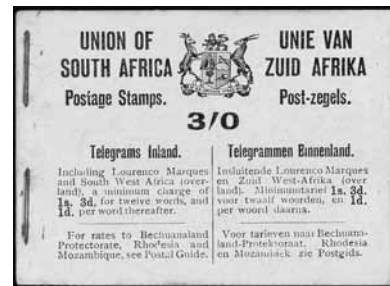 UNION OF
SOUTH AFRICA
Postage Stamps.
UNIE VAN
ZUID AFRIKA
Post-zegels.
3/0
Telegrams Inland.
Including Lourenco Marques
and South West Africa (over-
land), a minimum charge of
1s. 3d. for twelve words, and
1d. per word thereafter.
For rates to Bechuanaland
Protectorate, Rhodesia and
Mozambique, see Postal Guide.
Telegrammen Binnenland.
Insluitende Lourenco Marques
en Zuid West-Afrika (over
land). Minimumtarief 1s. 3d.
voor twaalf woorden, en 1d.
per woord daarna.
Voor tarieven naar Bechuana-
land-Protektoraat, Rhodesia
en Mozambiek zie Postgids.